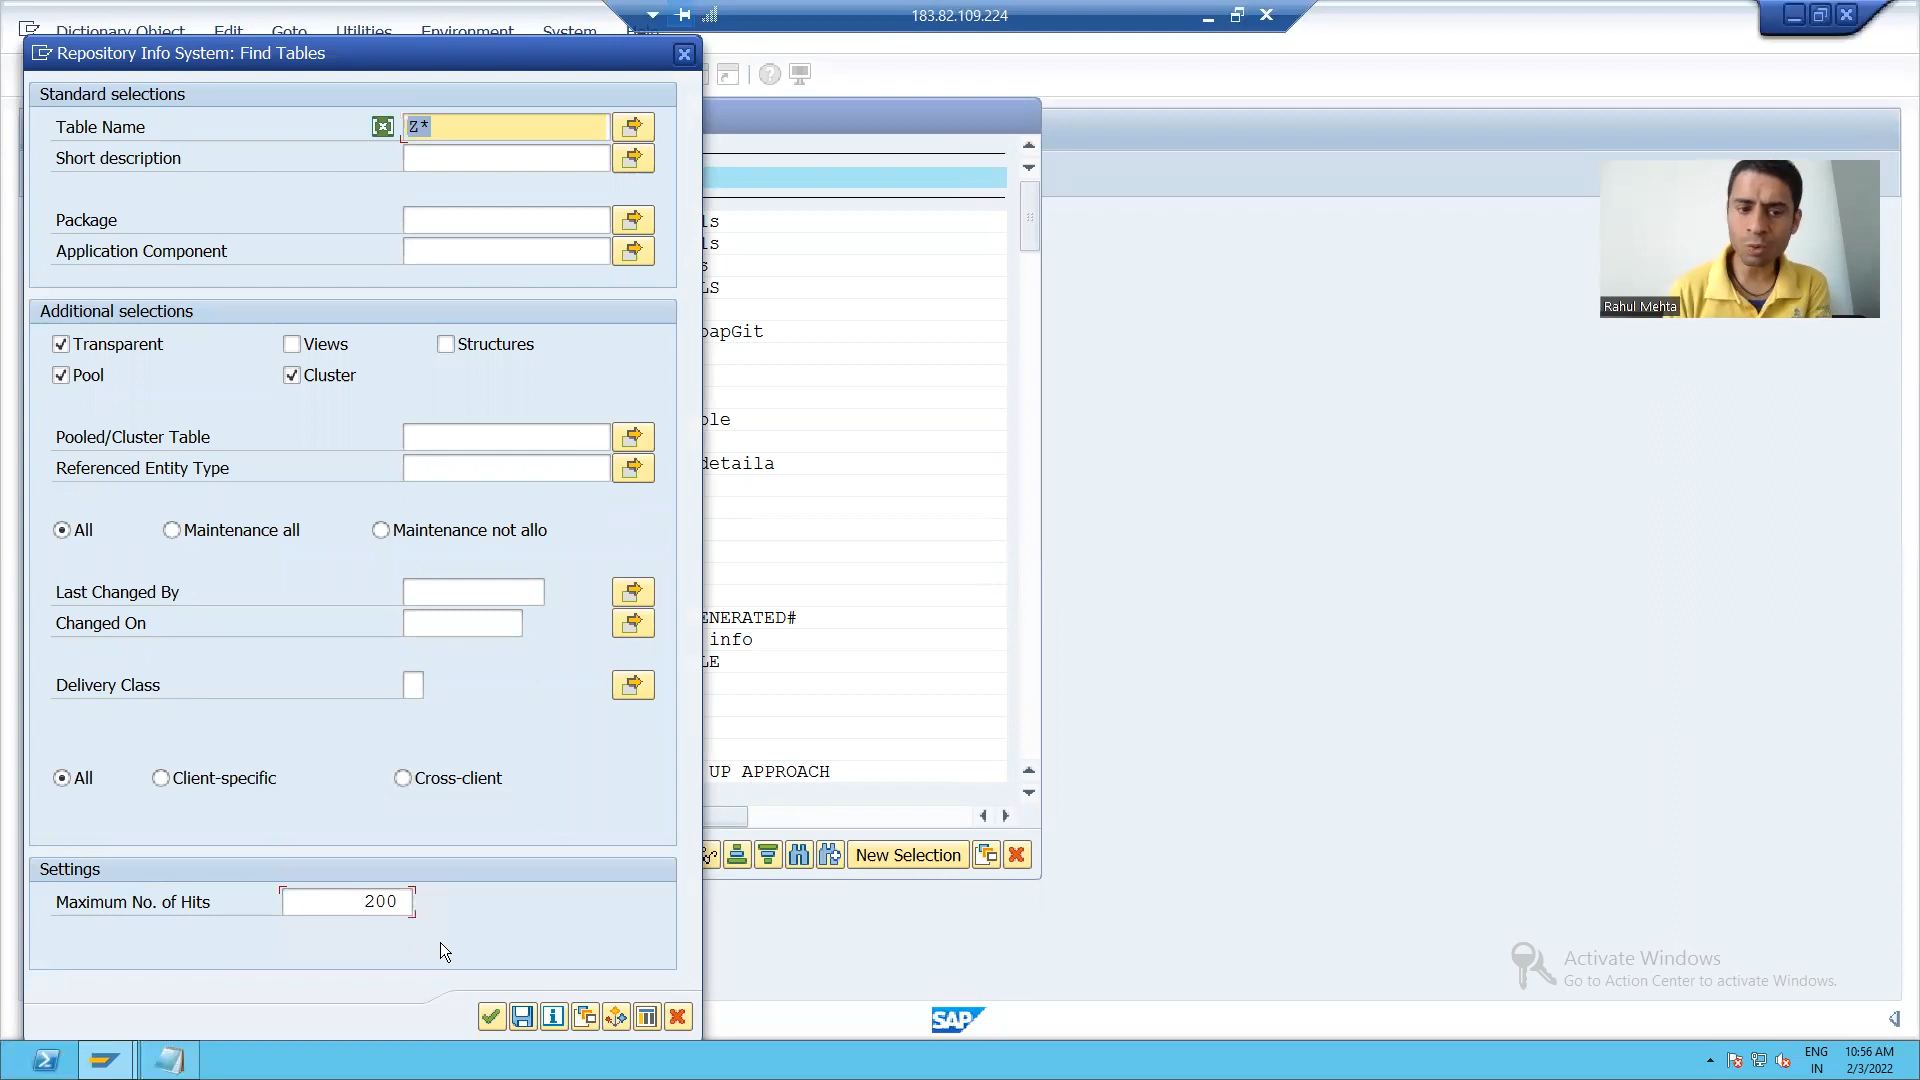 183.82.109.224
Dictionary Object Edit Goto Utilities Environment System Help
Repository Info System: Find Tables
Standard selections
Table Name Z*
Short description
Package
Application Component
Additional selections
Transparent Views Structures
Pool Cluster
Pooled/Cluster Table
Referenced Entity Type
All Maintenance all Maintenance not allo
Last Changed By
Changed On
Delivery Class
All Client-specific Cross-client
Settings
Maximum No. of Hits 200
ls
ls
s
LS
oapGit
ole
detaila
ENERATED#
info
LE
UP APPROACH
New Selection
Rahul Mehta
Activate Windows
Go to Action Center to activate Windows.
SAP
ENG
IN
10:56 AM
2/3/2022